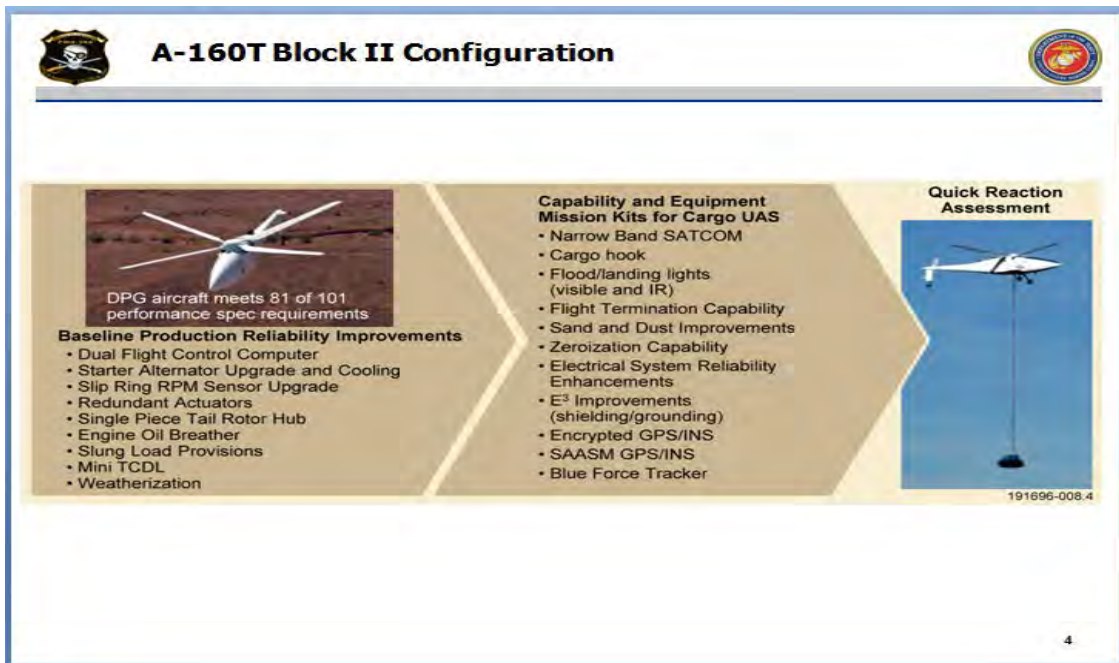 A-160T Block II Configuration
DPG aircraft meets 81 of 101
performance spec requirements
Baseline Production Reliability Improvements
• Dual Flight Control Computer
• Starter Alternator Upgrade and Cooling
• Slip Ring RPM Sensor Upgrade
• Redundant Actuators
• Single Piece Tail Rotor Hub
• Engine Oil Breather
• Slung Load Provisions
• Mini TCDL
• Weatherization
Capability and Equipment
Mission Kits for Cargo UAS
• Narrow Band SATCOM
• Cargo hook
• Flood/landing lights
(visible and IR)
• Flight Termination Capability
• Sand and Dust Improvements
• Zeroization Capability
• Electrical System Reliability
Enhancements
• E³ Improvements
(shielding/grounding)
• Encrypted GPS/INS
• SAASM GPS/INS
• Blue Force Tracker
Quick Reaction
Assessment
191696-008.4
4